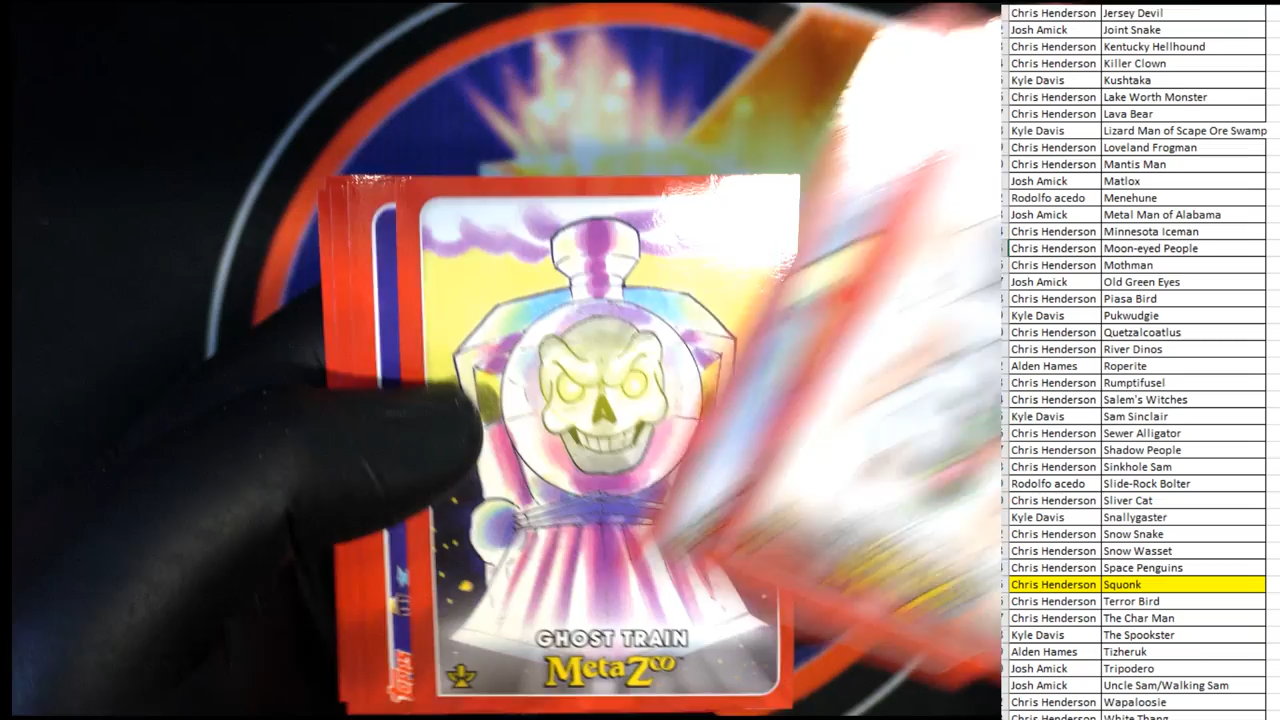 Chris Henderson Jersey Devil
Josh Amick Joint Snake
Chris Henderson Kentucky Hellhound
Chris Henderson Killer Clown
Kyle Davis Kushtaka
Chris Henderson Lake Worth Monster
Chris Henderson Lava Bear
Kyle Davis Lizard Man of Scape Ore Swamp
Chris Henderson Loveland Frogman
Chris Henderson Mantis Man
Josh Amick Matlox
Rodolfo acedo Menehune
Josh Amick Metal Man of Alabama
Chris Henderson Minnesota Iceman
Chris Henderson Moon-eyed People
Chris Henderson Mothman
Josh Amick Old Green Eyes
Chris Henderson Piasa Bird
Kyle Davis Pukwudgie
Chris Henderson Quetzalcoatlus
Chris Henderson River Dinos
Alden Hames Roperite
Chris Henderson Rumptifusel
Chris Henderson Salem's Witches
Kyle Davis Sam Sinclair
Chris Henderson Sewer Alligator
Chris Henderson Shadow People
Chris Henderson Sinkhole Sam
Rodolfo acedo Slide-Rock Bolter
Chris Henderson Sliver Cat
Kyle Davis Snallygaster
Chris Henderson Snow Snake
Chris Henderson Snow Wasset
Chris Henderson Space Penguins
Chris Henderson Squonk
Chris Henderson Terror Bird
Chris Henderson The Char Man
Kyle Davis The Spookster
Alden Hames Tizheruk
Josh Amick Tripodero
Josh Amick Uncle Sam/Walking Sam
Chris Henderson Wapaloosie
Chris Henderson White Thang
GHOST TRAIN
MetaZoo
Topps